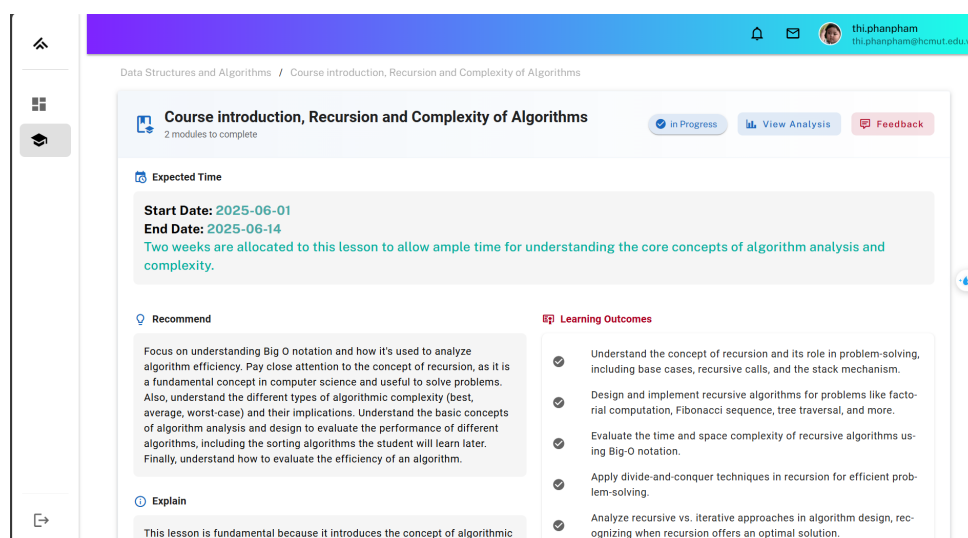 thi.phanpham
thi.phanpham@hcmut.edu.v
Data Structures and Algorithms / Course introduction, Recursion and Complexity of Algorithms
Course introduction, Recursion and Complexity of Algorithms
2 modules to complete
in Progress
View Analysis
Feedback
Expected Time
Start Date: 2025-06-01
End Date: 2025-06-14
Two weeks are allocated to this lesson to allow ample time for understanding the core concepts of algorithm analysis and
complexity.
Recommend
Focus on understanding Big O notation and how it's used to analyze
algorithm efficiency. Pay close attention to the concept of recursion, as it is
a fundamental concept in computer science and useful to solve problems.
Also, understand the different types of algorithmic complexity (best,
average, worst-case) and their implications. Understand the basic concepts
of algorithm analysis and design to evaluate the performance of different
algorithms, including the sorting algorithms the student will learn later.
Finally, understand how to evaluate the efficiency of an algorithm.
Explain
This lesson is fundamental because it introduces the concept of algorithmic
Learning Outcomes
Understand the concept of recursion and its role in problem-solving,
including base cases, recursive calls, and the stack mechanism.
Design and implement recursive algorithms for problems like facto-
rial computation, Fibonacci sequence, tree traversal, and more.
Evaluate the time and space complexity of recursive algorithms us-
ing Big-O notation.
Apply divide-and-conquer techniques in recursion for efficient prob-
lem-solving.
Analyze recursive vs. iterative approaches in algorithm design, rec-
ognizing when recursion offers an optimal solution.